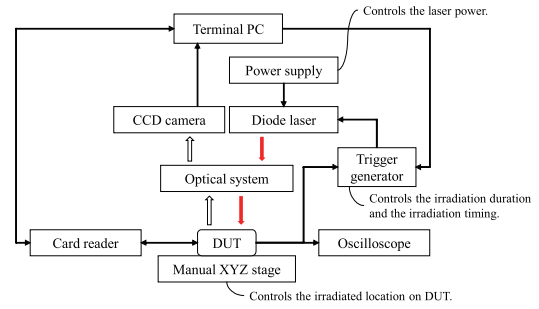 Controls the laser power.
Terminal PC
Power supply
CCD camera
Diode laser
Trigger
generator
Optical system
Controls the irradiation duration
and the irradiation timing.
Card reader
DUT
Oscilloscope
Manual XYZ stage
Controls the irradiated location on DUT.